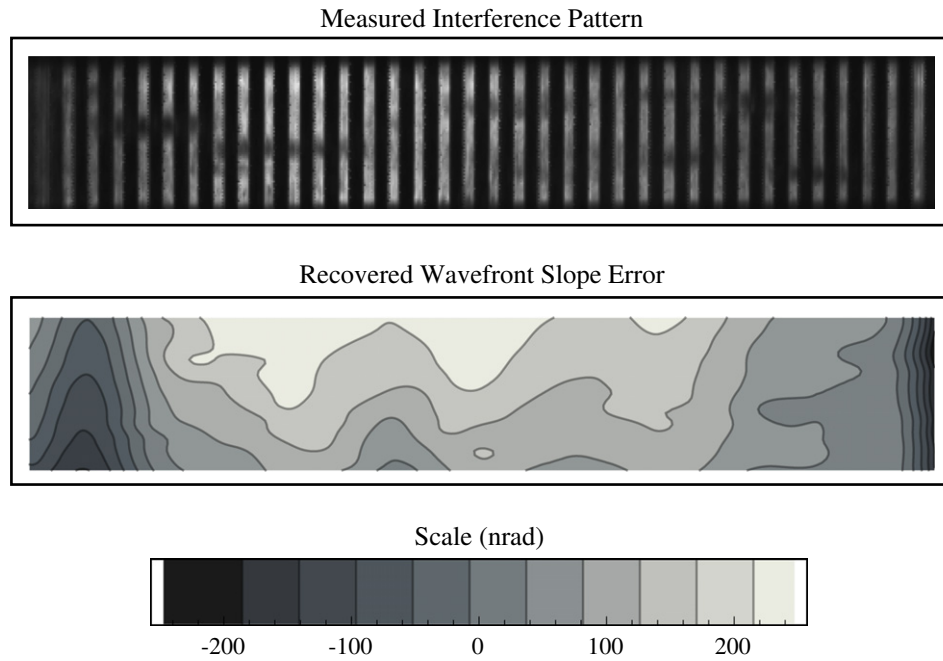 Measured Interference Pattern
Recovered Wavefront Slope Error
Scale (nrad)
-200 -100 0 100 200